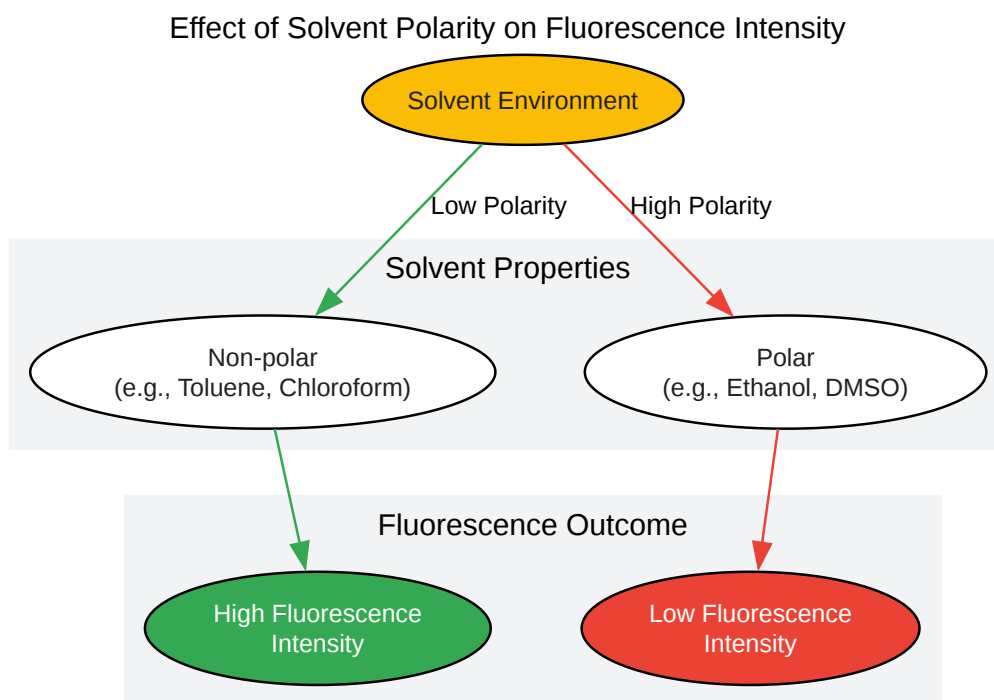 Effect of Solvent Polarity on Fluorescence Intensity
Solvent Environment
Low Polarity
High Polarity
Solvent Properties
Non-polar
(e.g., Toluene, Chloroform)
Polar
(e.g., Ethanol, DMSO)
Fluorescence Outcome
High Fluorescence
Intensity
Low Fluorescence
Intensity